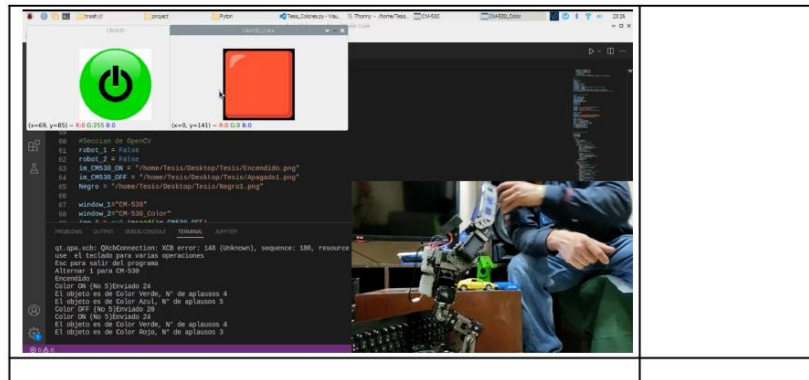 trash:///
project
Pyton
Tesis_Colores.py - Visu...
Thonny - /home/Tesis...
CM-530
CM-530_Color
23:26
CM-530
CM-530_Color
(x=69, y=85) ~ R:0 G:255 B:0
(x=0, y=141) ~ R:0 G:0 B:0
59
60 #Seccion de OpenCV
61 robot_1 = False
62 robot_2 = False
63 im_CM530_ON = "/home/Tesis/Desktop/Tesis/Encendido.png"
64 im_CM530_OFF = "/home/Tesis/Desktop/Tesis/Apagado1.png"
65 Negro = "/home/Tesis/Desktop/Tesis/Negro1.png"
66
67 window_1="CM-530"
68 window_2="CM-530_Color"
PROBLEMS OUTPUT DEBUG CONSOLE TERMINAL JUPYTER
qt.qpa.xcb: QXcbConnection: XCB error: 148 (Unknown), sequence: 186, resource
use el teclado para varias operaciones
Esc para salir del programa
Alternar 1 para CM-530
Encendido
Color ON (No 5)Enviado 24
El objeto es de Color Verde, N° de aplausos 4
El objeto es de Color Azul, N° de aplausos 5
Color OFF (No 5)Enviado 20
Color ON (No 5)Enviado 24
El objeto es de Color Verde, N° de aplausos 4
El objeto es de Color Rojo, N° de aplausos 3